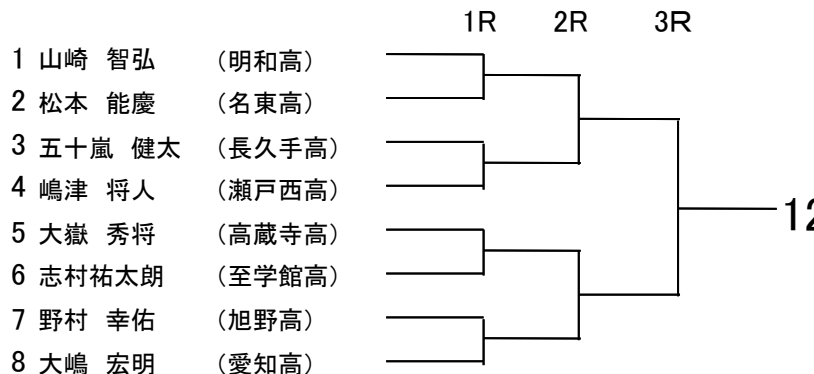 1R 2R 3R
1 山崎 智弘 (明和高)
2 松本 能慶 (名東高)
3 五十嵐 健太 (長久手高)
4 嶋津 将人 (瀬戸西高)
5 大嶽 秀将 (高蔵寺高)
6 志村祐太朗 (至学館高)
7 野村 幸佑 (旭野高)
8 大嶋 宏明 (愛知高)
12